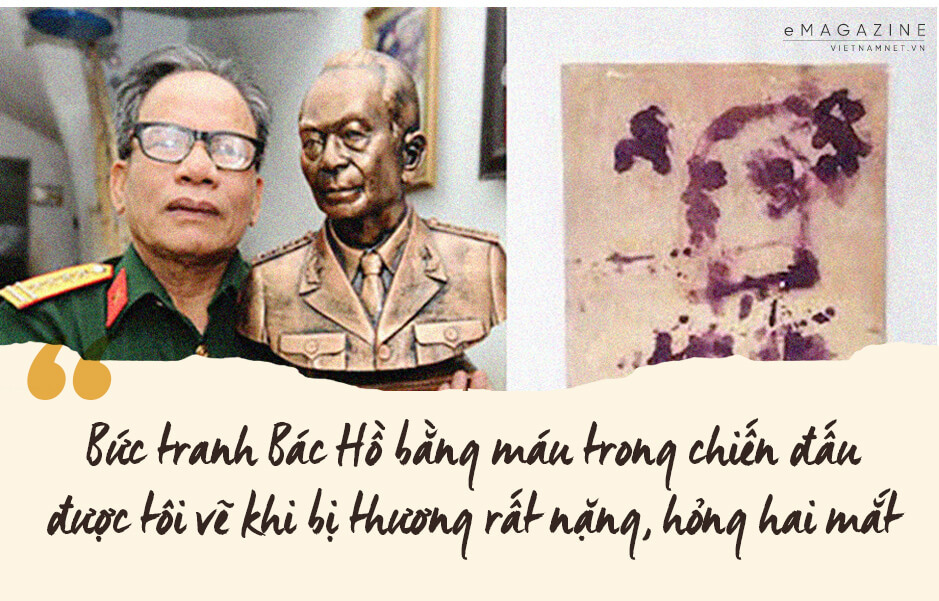 eMAGAZINE
VIETNAMNET.VN
Bức tranh Bác Hồ bằng máu trong chiến đấu
được tôi vẽ khi bị thương rất nặng, hỏng hai mắt